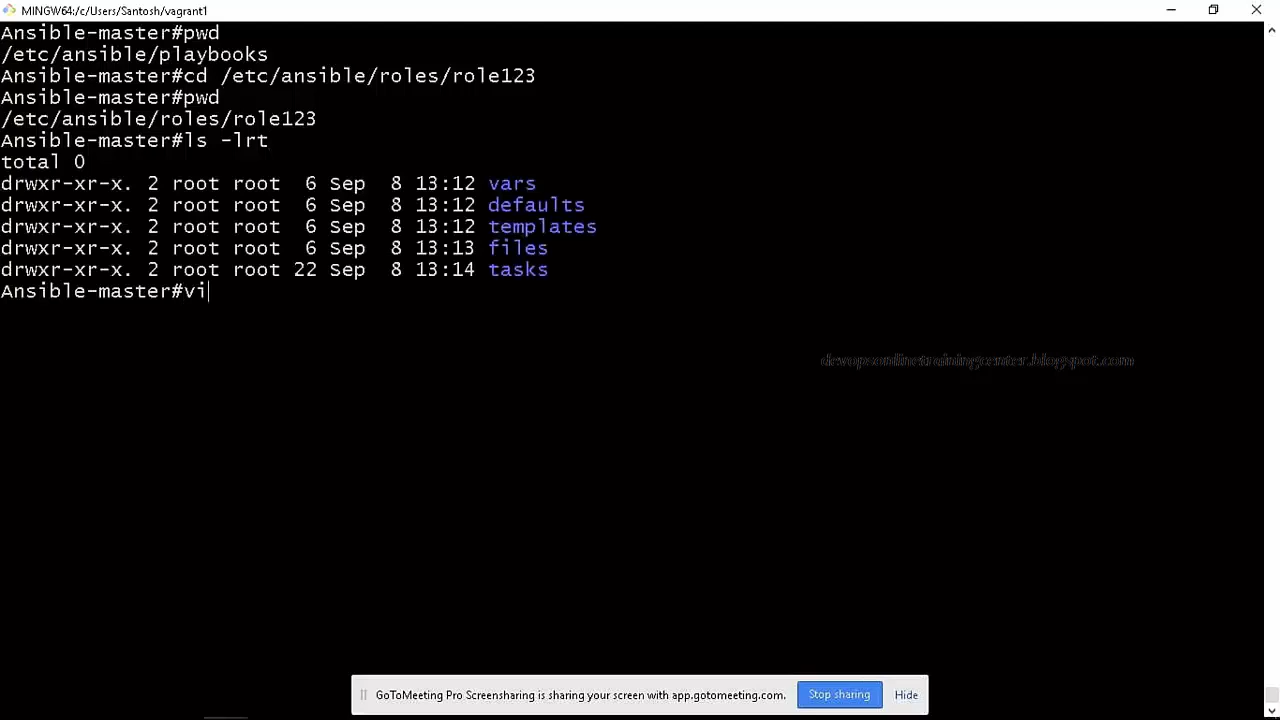 MINGW64:/c/Users/Santosh/vagrant1
Ansible-master#pwd
/etc/ansible/playbooks
Ansible-master#cd /etc/ansible/roles/role123
Ansible-master#pwd
/etc/ansible/roles/role123
Ansible-master#ls -lrt
total 0
drwxr-xr-x. 2 root root  6 Sep  8 13:12 vars
drwxr-xr-x. 2 root root  6 Sep  8 13:12 defaults
drwxr-xr-x. 2 root root  6 Sep  8 13:12 templates
drwxr-xr-x. 2 root root  6 Sep  8 13:13 files
drwxr-xr-x. 2 root root 22 Sep  8 13:14 tasks
Ansible-master#vi
devopsonlinetrainingcenter.blogspot.com
GoToMeeting Pro Screensharing is sharing your screen with app.gotomeeting.com. Stop sharing Hide